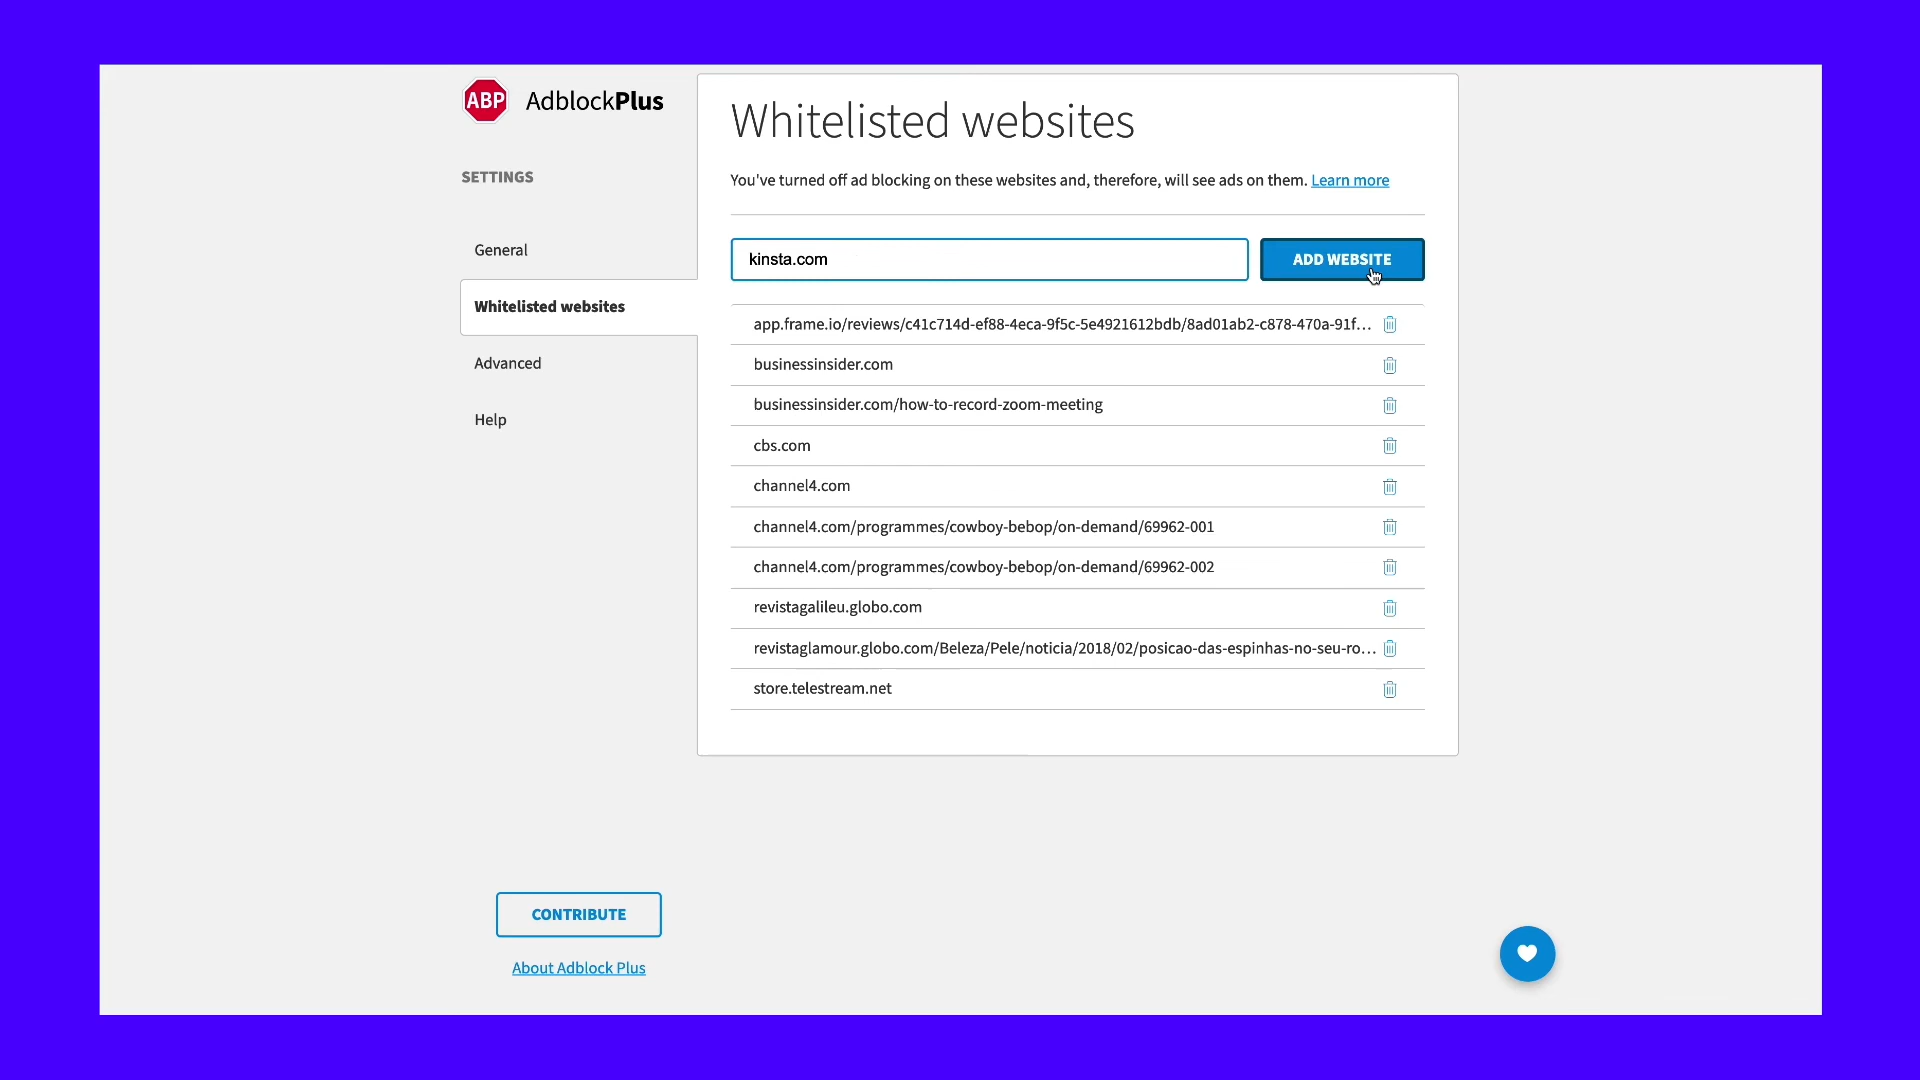 ABP AdblockPlus
SETTINGS
General
Whitelisted websites
Advanced
Help
CONTRIBUTE
About Adblock Plus
Whitelisted websites
You've turned off ad blocking on these websites and, therefore, will see ads on them. Learn more
kinsta.com
ADD WEBSITE
app.frame.io/reviews/c41c714d-ef88-4eca-9f5c-5e4921612bdb/8ad01ab2-c878-470a-91f...
businessinsider.com
businessinsider.com/how-to-record-zoom-meeting
cbs.com
channel4.com
channel4.com/programmes/cowboy-bebop/on-demand/69962-001
channel4.com/programmes/cowboy-bebop/on-demand/69962-002
revistagalileu.globo.com
revistaglamour.globo.com/Beleza/Pele/noticia/2018/02/posicao-das-espinhas-no-seu-ro...
store.telestream.net